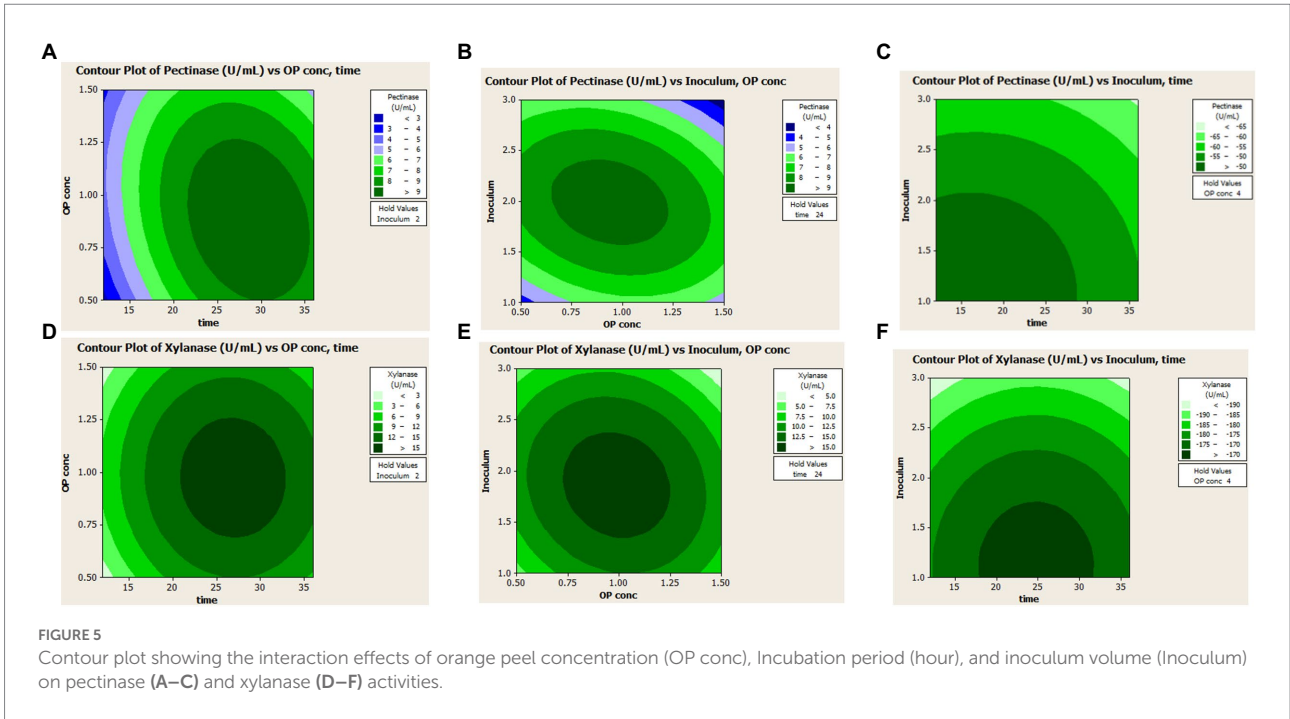 A
Contour Plot of Pectinase (U/mL) vs OP conc, time
1.50
1.25
1.00
0.75
0.50
OP conc
15 20 25 30 35
time
Pectinase
(U/mL)
< 3
3 – 4
4 – 5
5 – 6
6 – 7
7 – 8
8 – 9
> 9
Hold Values
Inoculum 2
B
Contour Plot of Pectinase (U/mL) vs Inoculum, OP conc
3.0
2.5
2.0
1.5
1.0
Inoculum
0.50 0.75 1.00 1.25 1.50
OP conc
Pectinase
(U/mL)
< 4
4 – 5
5 – 6
6 – 7
7 – 8
8 – 9
> 9
Hold Values
time 24
C
Contour Plot of Pectinase (U/mL) vs Inoculum, time
3.0
2.5
2.0
1.5
1.0
Inoculum
15 20 25 30 35
time
Pectinase
(U/mL)
< -65
-65 – -60
-60 – -55
-55 – -50
> -50
Hold Values
OP conc 4
D
Contour Plot of Xylanase (U/mL) vs OP conc, time
1.50
1.25
1.00
0.75
0.50
OP conc
15 20 25 30 35
time
Xylanase
(U/mL)
< 3
3 – 6
6 – 9
9 – 12
12 – 15
> 15
Hold Values
Inoculum 2
E
Contour Plot of Xylanase (U/mL) vs Inoculum, OP conc
3.0
2.5
2.0
1.5
1.0
Inoculum
0.50 0.75 1.00 1.25 1.50
OP conc
Xylanase
(U/mL)
< 5.0
5.0 – 7.5
7.5 – 10.0
10.0 – 12.5
12.5 – 15.0
> 15.0
Hold Values
time 24
F
Contour Plot of Xylanase (U/mL) vs Inoculum, time
3.0
2.5
2.0
1.5
1.0
Inoculum
15 20 25 30 35
time
Xylanase
(U/mL)
< -190
-190 – -185
-185 – -180
-180 – -175
-175 – -170
> -170
Hold Values
OP conc 4
FIGURE 5
Contour plot showing the interaction effects of orange peel concentration (OP conc), Incubation period (hour), and inoculum volume (Inoculum)
on pectinase (A–C) and xylanase (D–F) activities.